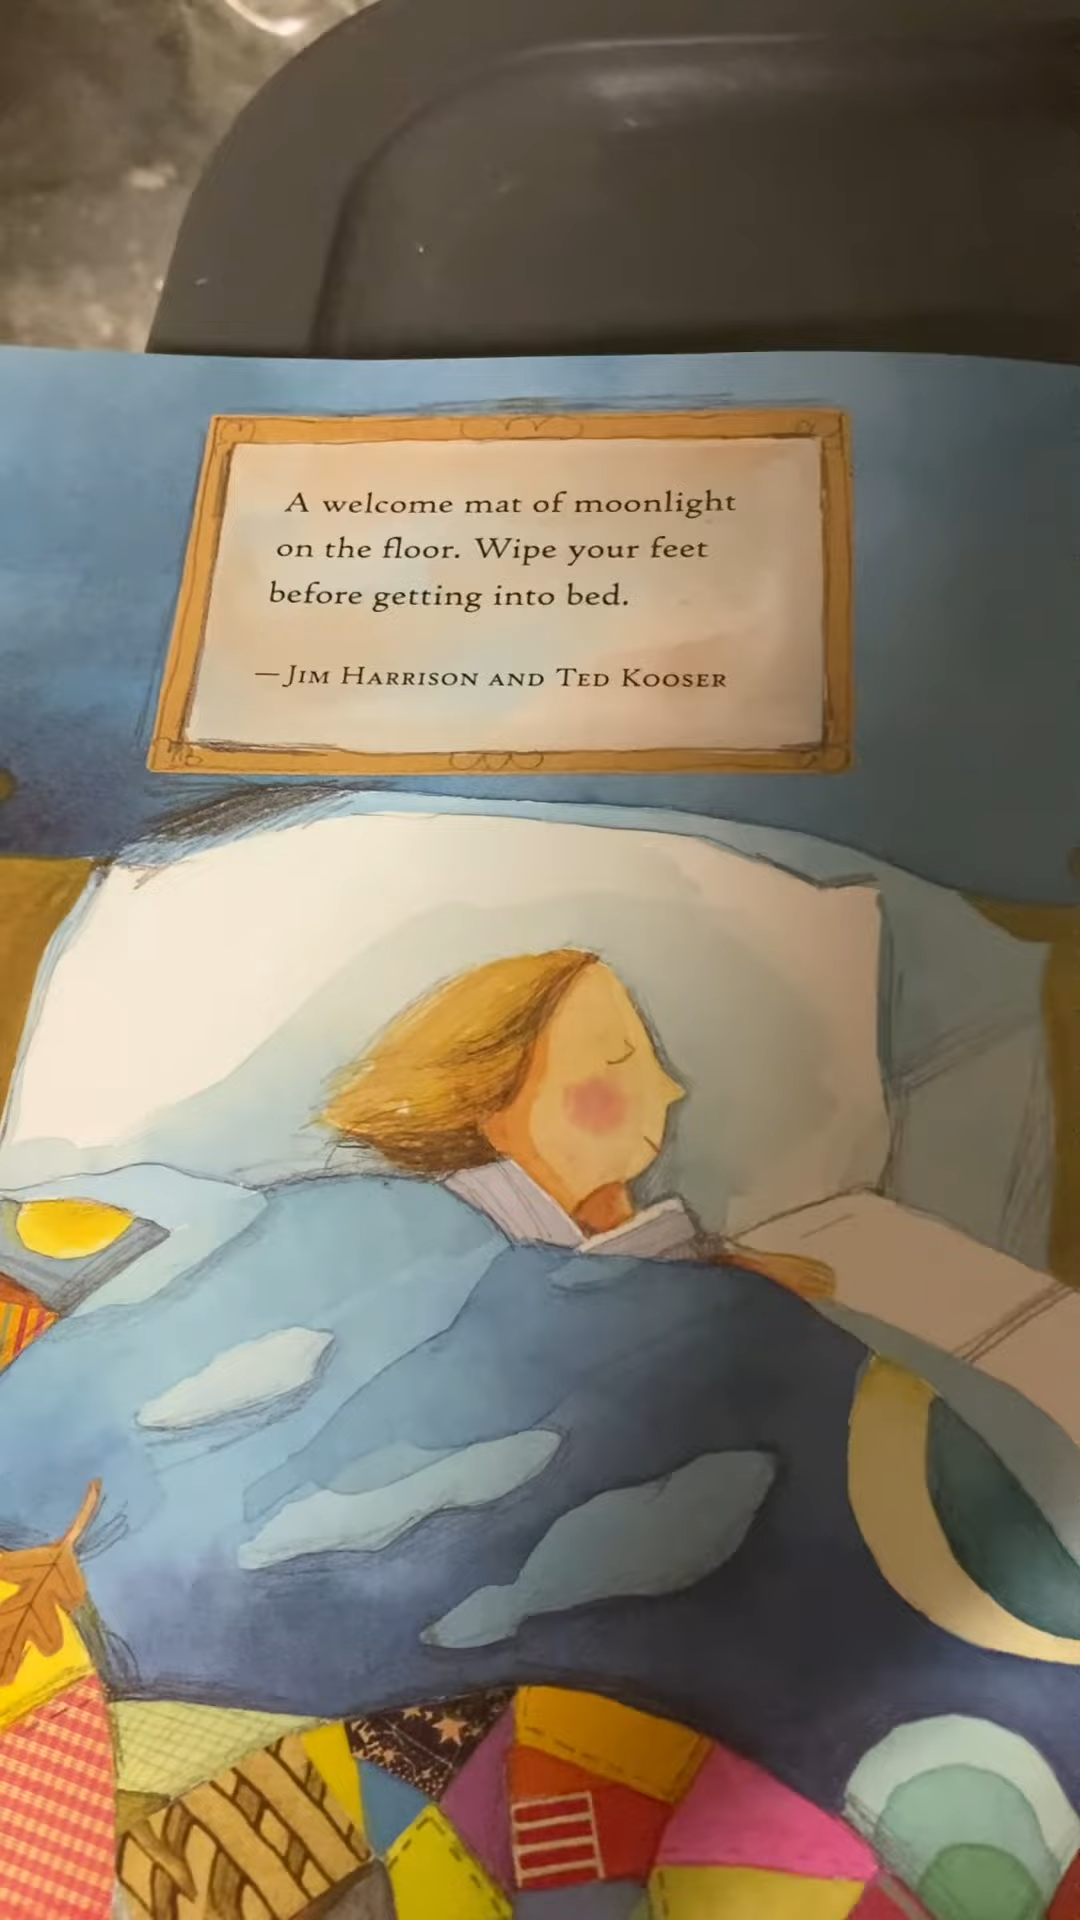 A welcome mat of moonlight
on the floor. Wipe your feet
before getting into bed.
—Jim Harrison and Ted Kooser